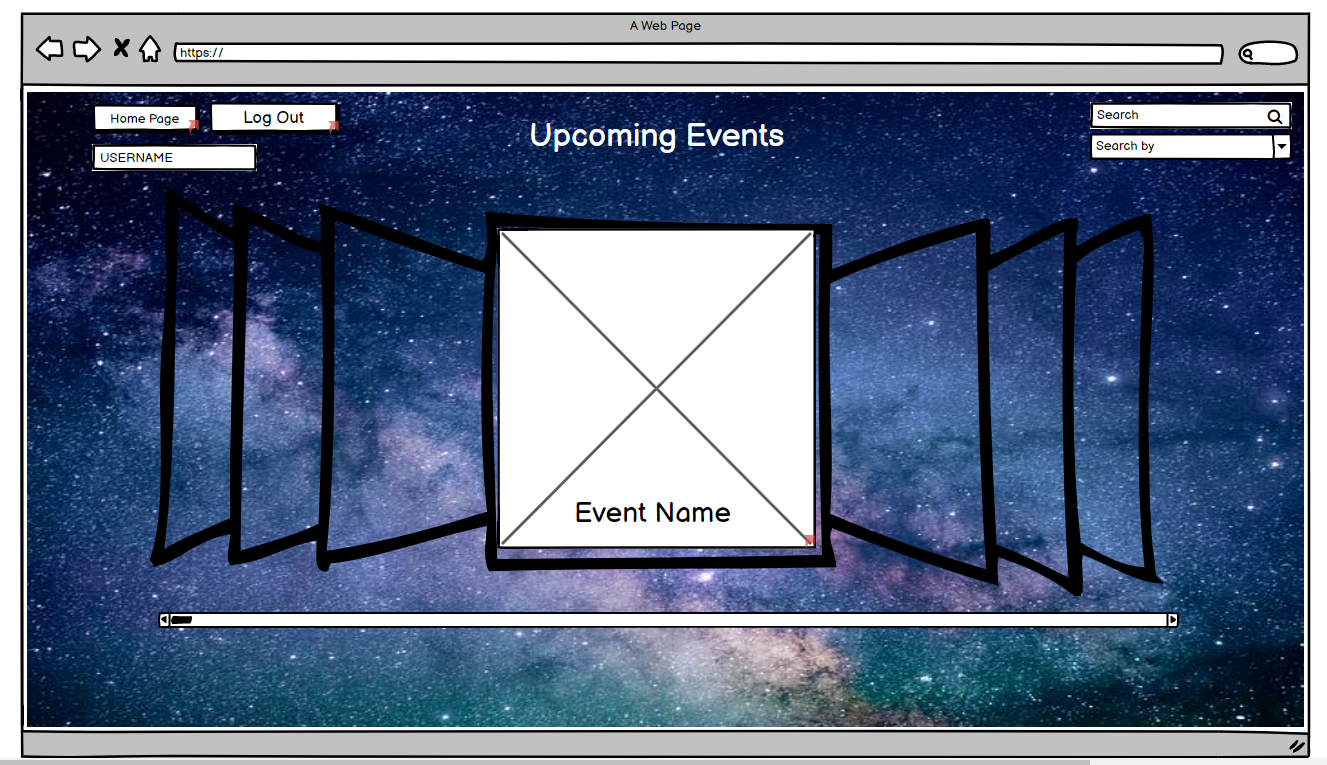 A Web Page
https://
Home Page
Log Out
Upcoming Events
Search
USERNAME
Search by
Event Name